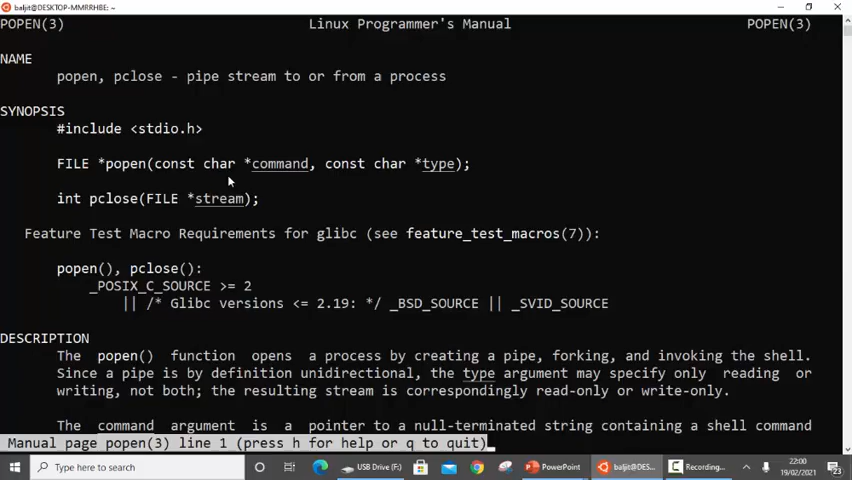 baljit@DESKTOP-MMRRHBE: ~
POPEN(3) Linux Programmer's Manual POPEN(3)
NAME
popen, pclose - pipe stream to or from a process
SYNOPSIS
#include <stdio.h>
FILE *popen(const char *command, const char *type);
int pclose(FILE *stream);
Feature Test Macro Requirements for glibc (see feature_test_macros(7)):
popen(), pclose():
_POSIX_C_SOURCE >= 2
|| /* Glibc versions <= 2.19: */ _BSD_SOURCE || _SVID_SOURCE
DESCRIPTION
The popen() function opens a process by creating a pipe, forking, and invoking the shell.
Since a pipe is by definition unidirectional, the type argument may specify only reading or
writing, not both; the resulting stream is correspondingly read-only or write-only.
The command argument is a pointer to a null-terminated string containing a shell command
Manual page popen(3) line 1 (press h for help or q to quit)
Type here to search USB Drive (F:) PowerPoint baljit@DES... Recording... 22:00
19/02/2021 23